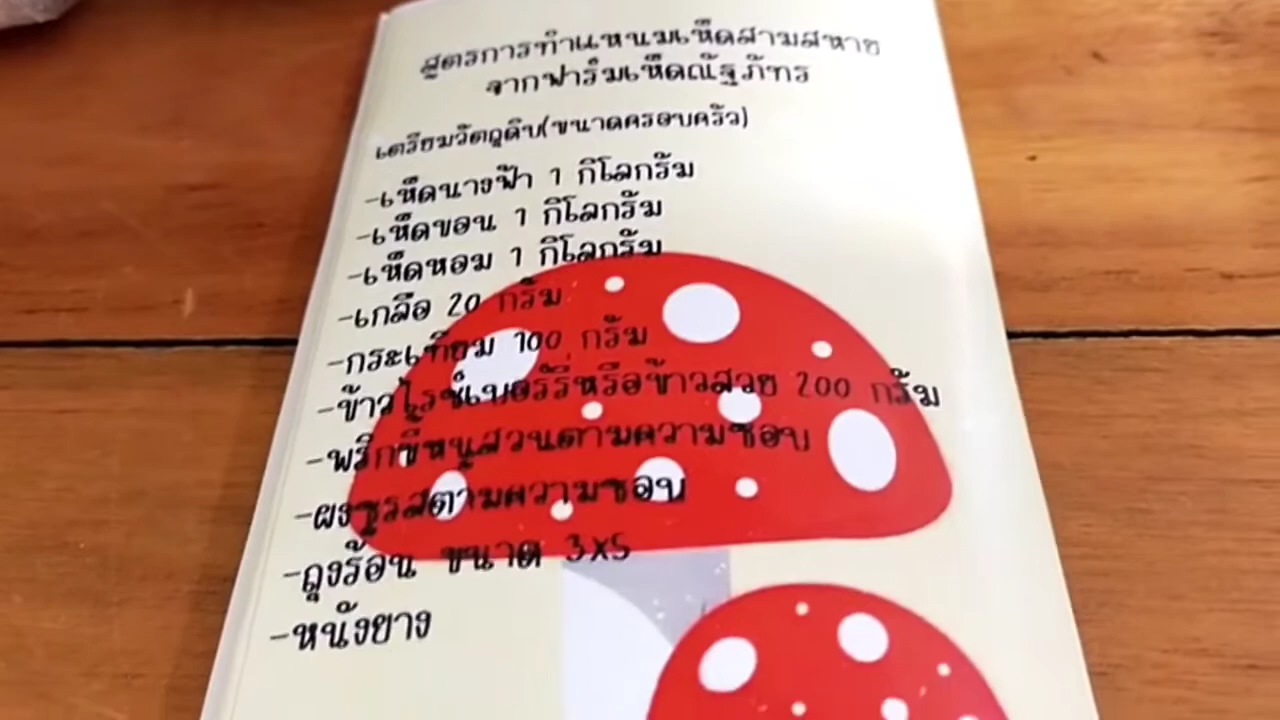 สูตรการทำแหนมเห็ดสามสหาย
จากฟาร์มเห็ดณัฐภัทร
เตรียมวัตถุดิบ(ขนาดครอบครัว)
-เห็ดนางฟ้า 1 กิโลกรัม
-เห็ดขอน 1 กิโลกรัม
-เห็ดหอม 1 กิโลกรัม
-เกลือ 20 กรัม
-กระเทียม 100 กรัม
-ข้าวไรซ์เบอร์รี่หรือข้าวสวย 200 กรัม
-พริกขี้หนูสวนตามความชอบ
-ผงชูรสตามความชอบ
-ถุงร้อน ขนาด 3x5
-หนังยาง